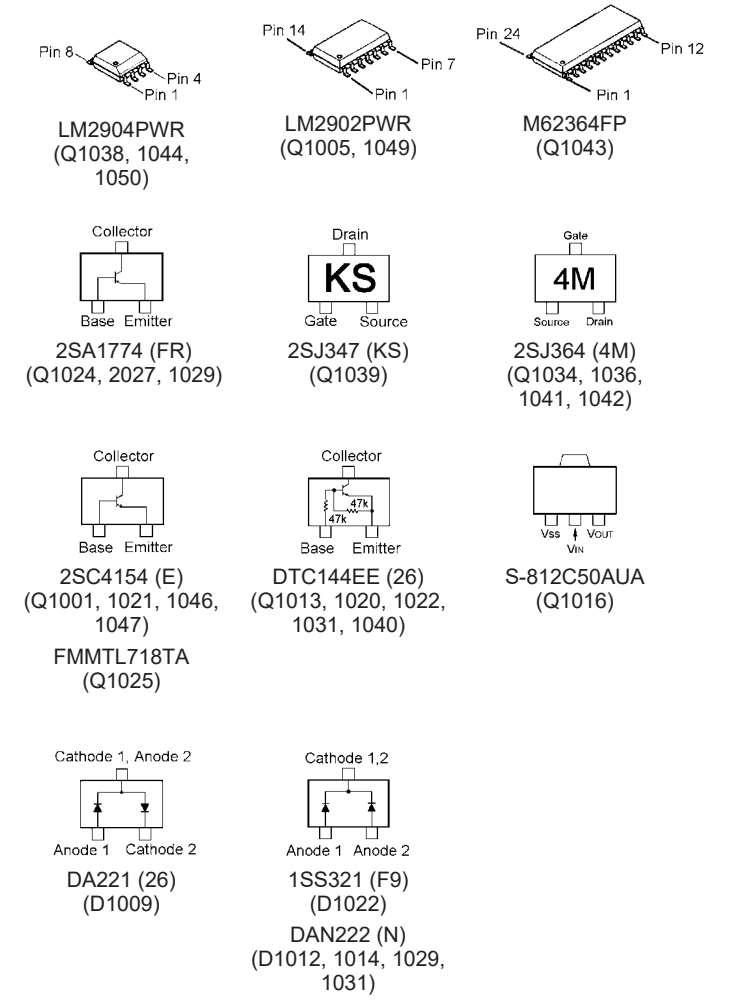 Pin 8
Pin 4
Pin 1
LM2904PWR
(Q1038, 1044,
1050)
Pin 14
Pin 7
Pin 1
LM2902PWR
(Q1005, 1049)
Pin 24
Pin 12
Pin 1
M62364FP
(Q1043)
Collector
Base Emitter
2SA1774 (FR)
(Q1024, 2027, 1029)
Drain
KS
Gate Source
2SJ347 (KS)
(Q1039)
Gate
4M
Source Drain
2SJ364 (4M)
(Q1034, 1036,
1041, 1042)
Collector
Base Emitter
2SC4154 (E)
(Q1001, 1021, 1046,
1047)
FMMTL718TA
(Q1025)
Collector
47k
47k
Base Emitter
DTC144EE (26)
(Q1013, 1020, 1022,
1031, 1040)
Vss VOUT
VIN
S-812C50AUA
(Q1016)
Cathode 1, Anode 2
Anode 1 Cathode 2
DA221 (26)
(D1009)
Cathode 1,2
Anode 1 Anode 2
1SS321 (F9)
(D1022)
DAN222 (N)
(D1012, 1014, 1029,
1031)